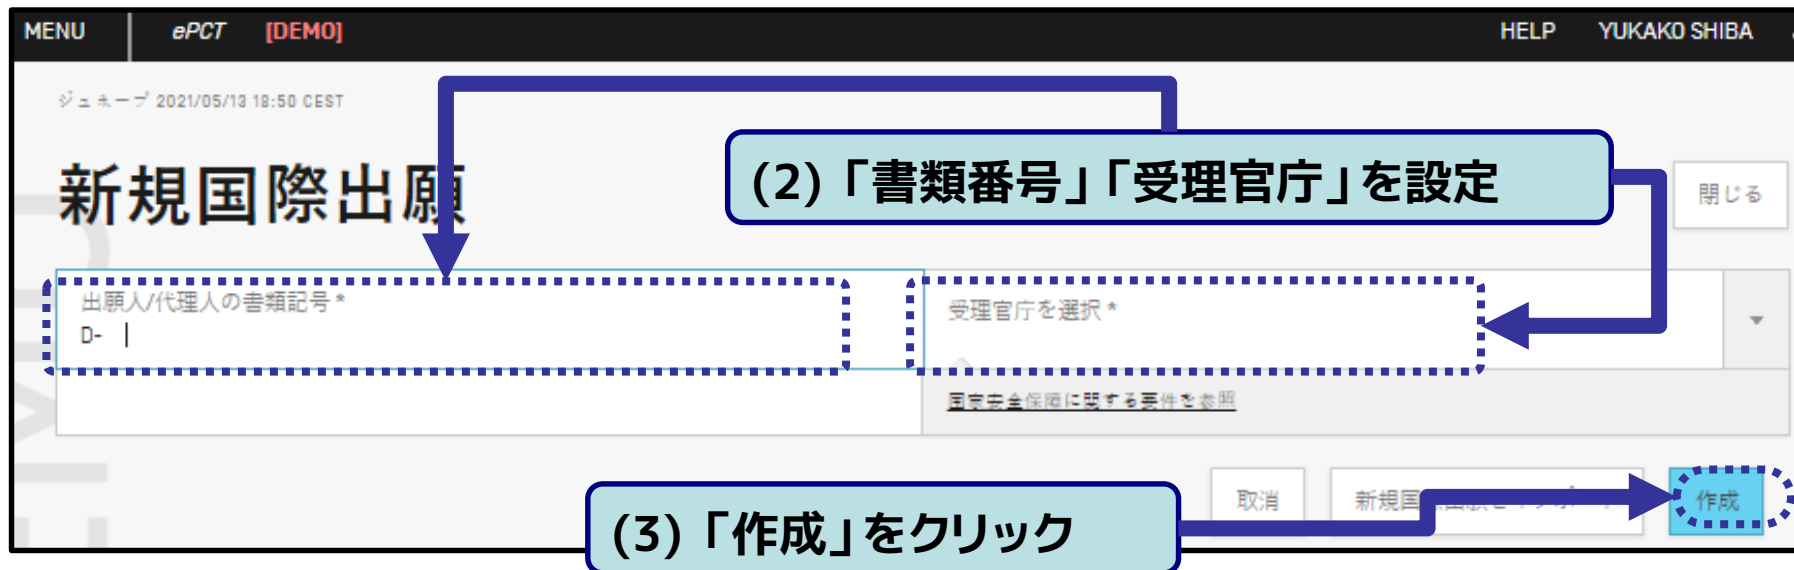 MENU ePCT [DEMO] HELP YUKAKO SHIBA
ジュネーブ 2021/05/13 18:50 CEST
新規国際出願
(2)「書類番号」「受理官庁」を設定
閉じる
出願人/代理人の書類記号 *
D-
受理官庁を選択 *
国家安全保障に関する要件を参照
取消
新規国
作成
(3)「作成」をクリック